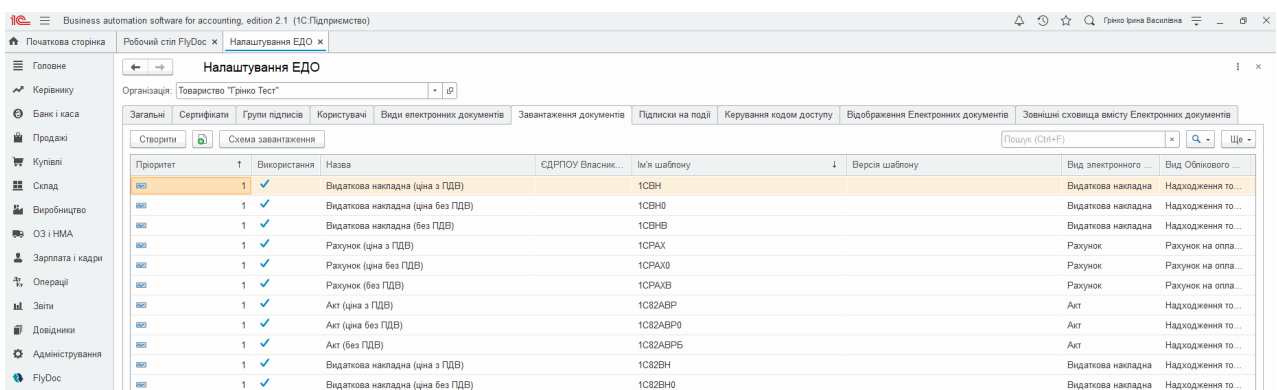 1С Business automation software for accounting, edition 2.1 (1С:Підприємство) Грінко Ірина Василівна
Початкова сторінка Робочий стіл FlyDoc Налаштування ЕДО
Головне
Керівнику
Банк і каса
Продажі
Купівлі
Склад
Виробництво
ОЗ і НМА
Зарплата і кадри
Операції
Звіти
Довідники
Адміністрування
FlyDoc
Налаштування ЕДО
Організація: Товариство "Грінко Тест"
Загальні Сертифікати Групи підписів Користувачі Види електронних документів Завантаження документів Підписки на події Керування кодом доступу Відображення Електронних документів Зовнішні сховища вмісту Електронних документів
Створити Схема завантаження Пошук (Ctrl+F) Ще
Пріоритет Використання Назва ЄДРПОУ Власник... Ім'я шаблону Версія шаблону Вид электронного ... Вид Облікового ...
1 Видаткова накладна (ціна з ПДВ) 1СВН Видаткова накладна Надходження то...
1 Видаткова накладна (ціна без ПДВ) 1СВН0 Видаткова накладна Надходження то...
1 Видаткова накладна (без ПДВ) 1СВНВ Видаткова накладна Надходження то...
1 Рахунок (ціна з ПДВ) 1СРАХ Рахунок Рахунок на опла...
1 Рахунок (ціна без ПДВ) 1СРАХ0 Рахунок Рахунок на опла...
1 Рахунок (без ПДВ) 1СРАХВ Рахунок Рахунок на опла...
1 Акт (ціна з ПДВ) 1С82АВР Акт Надходження то...
1 Акт (ціна без ПДВ) 1С82АВР0 Акт Надходження то...
1 Акт (без ПДВ) 1С82АВРБ Акт Надходження то...
1 Видаткова накладна (ціна з ПДВ) 1С82ВН Видаткова накладна Надходження то...
1 Видаткова накладна (ціна без ПДВ) 1С82ВН0 Видаткова накладна Надходження то...